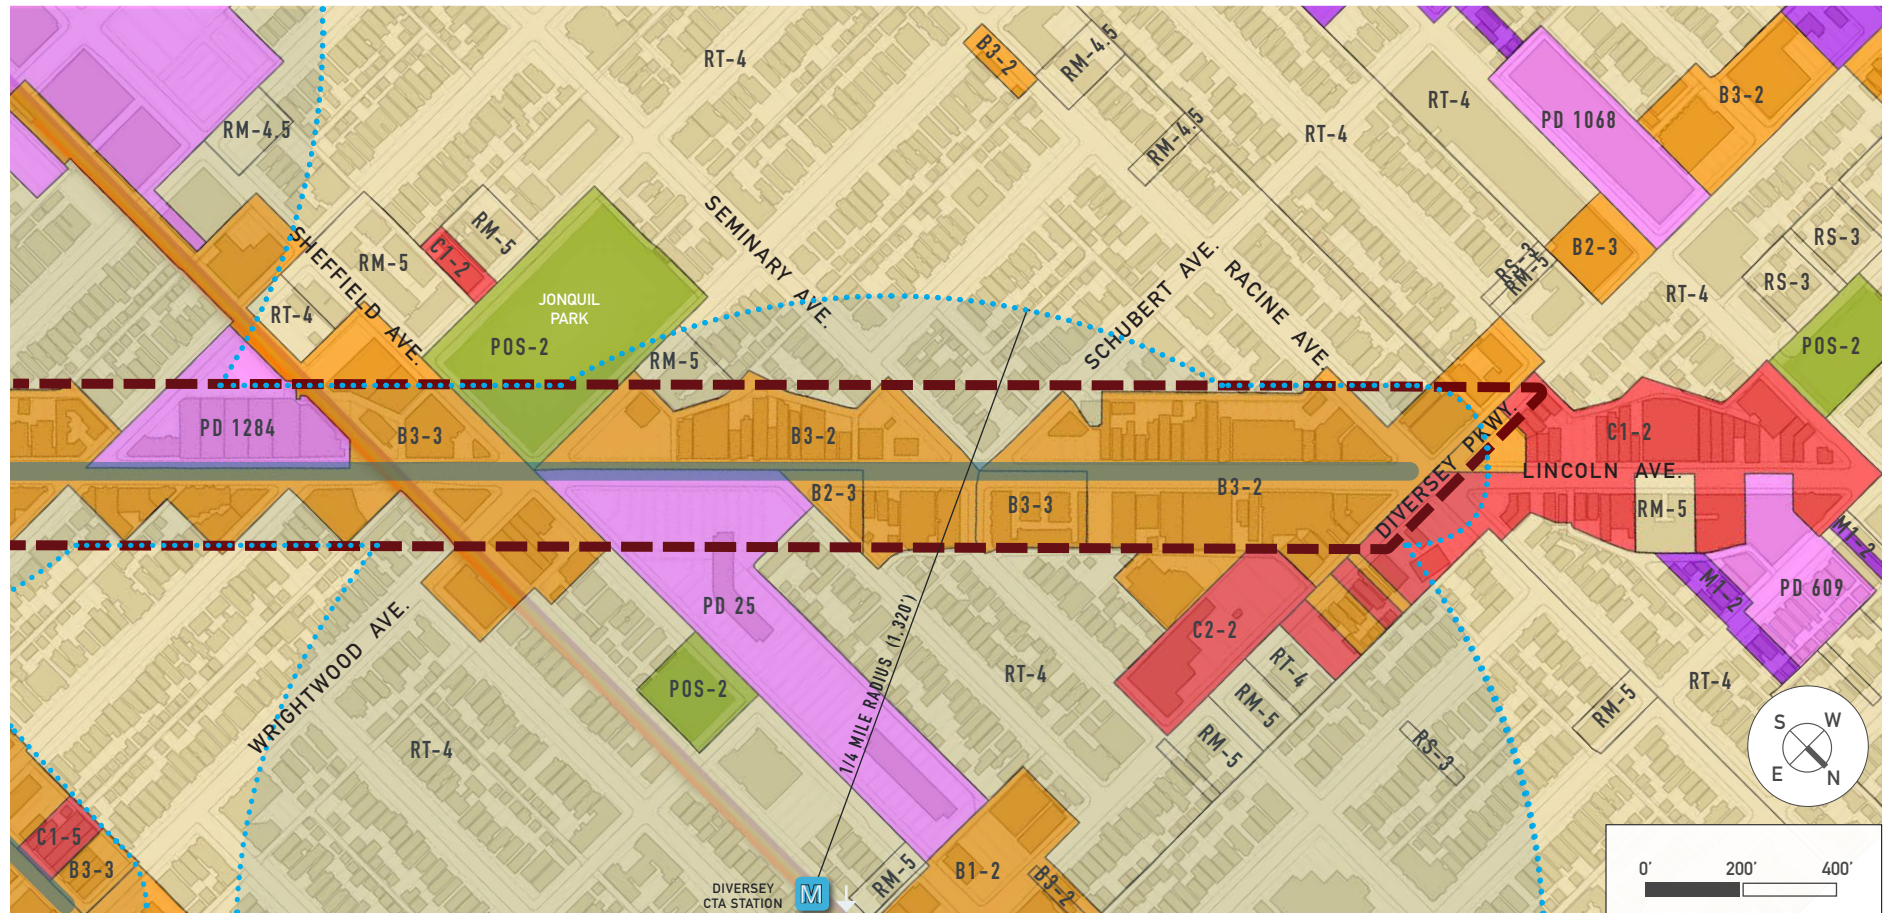 RT-4
B3-2
RM-4.5
RT-4
B3-2
PD 1068
RM-4.5
RM-4.5
RT-4
SEMINARY AVE.
RM-5
C1-2
RM-5
SHEFFIELD AVE.
RT-4
JONQUIL
PARK
POS-2
RM-5
SCHUBERT AVE.
RACINE AVE.
RS-3
RM-5
B2-3
RS-3
RS-3
RT-4
POS-2
PD 1284
B3-3
B3-2
C1-2
DIVERSEY PKWY.
LINCOLN AVE.
B2-3
B3-3
B3-2
RM-5
M1-2
M1-2
PD 609
PD 25
C2-2
1/4 MILE RADIUS (1,320')
WRIGHTWOOD AVE.
POS-2
RT-4
RT-4
RM-5
RM-5
RS-3
RM-5
RT-4
RT-4
S
W
E
N
C1-5
B3-3
DIVERSEY
CTA STATION
M
RM-5
B1-2
B3-2
0'
200'
400'